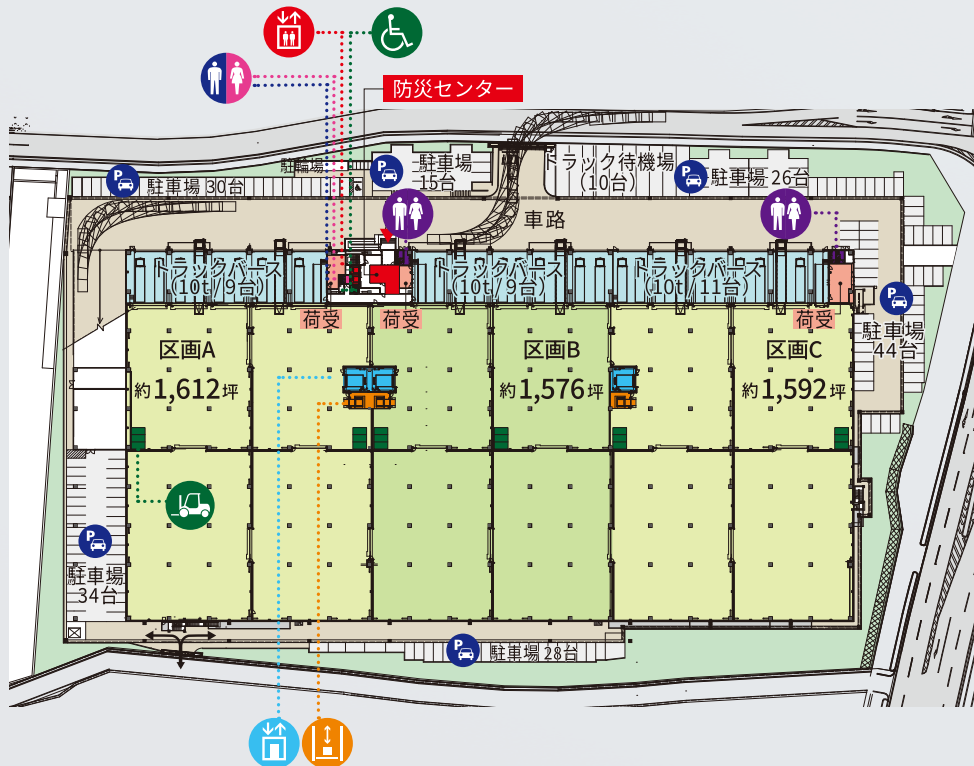 防災センター
P
駐車場 30台
駐輪場
P
駐車場
15台
トラック待機場
(10台)
P
駐車場 26台
車路
トラックバース
(10t/9台)
トラックバース
(10t/9台)
トラックバース
(10t/11台)
荷受
荷受
荷受
P
駐車場
44台
区画A
約1,612坪
区画B
約1,576坪
区画C
約1,592坪
P
駐車場
34台
P
駐車場 28台